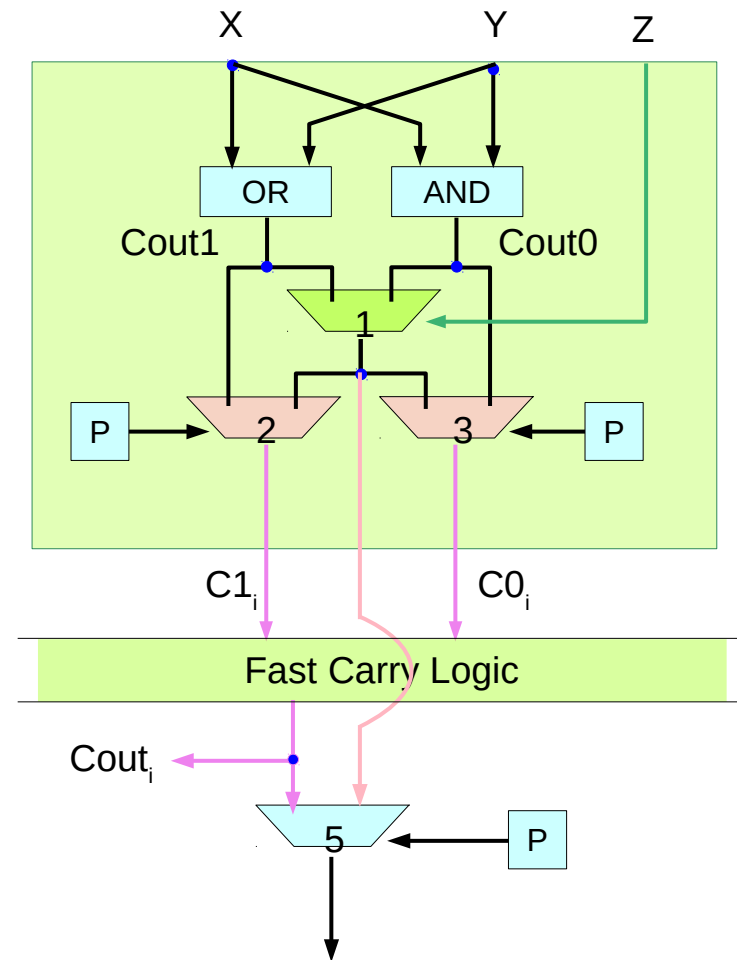 X Y Z
OR AND
Cout1 Cout0
1
P 2 3 P
C1i C0i
Fast Carry Logic
Couti
5 P